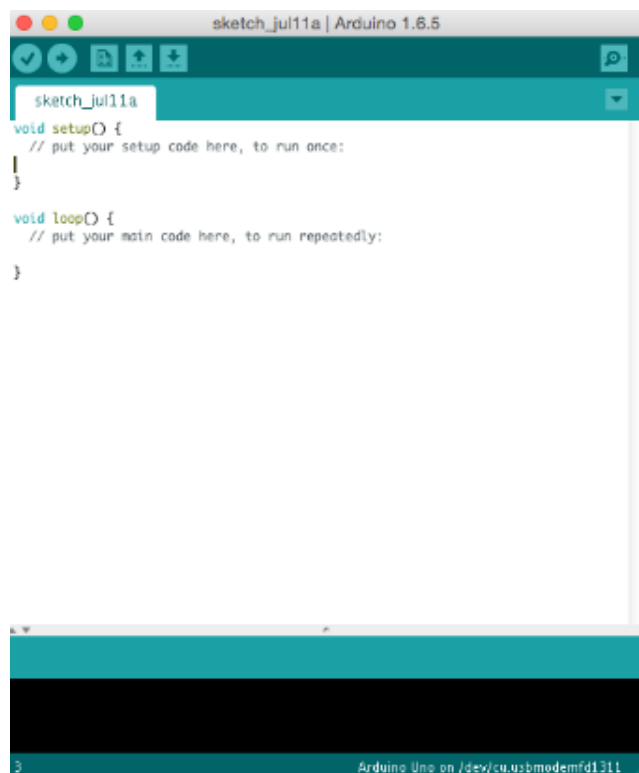 sketch_jul11a | Arduino 1.6.5
sketch_jul11a
void setup() {
  // put your setup code here, to run once:

}

void loop() {
  // put your main code here, to run repeatedly:

}
3
Arduino Uno on /dev/cu.usbmodemfd1311